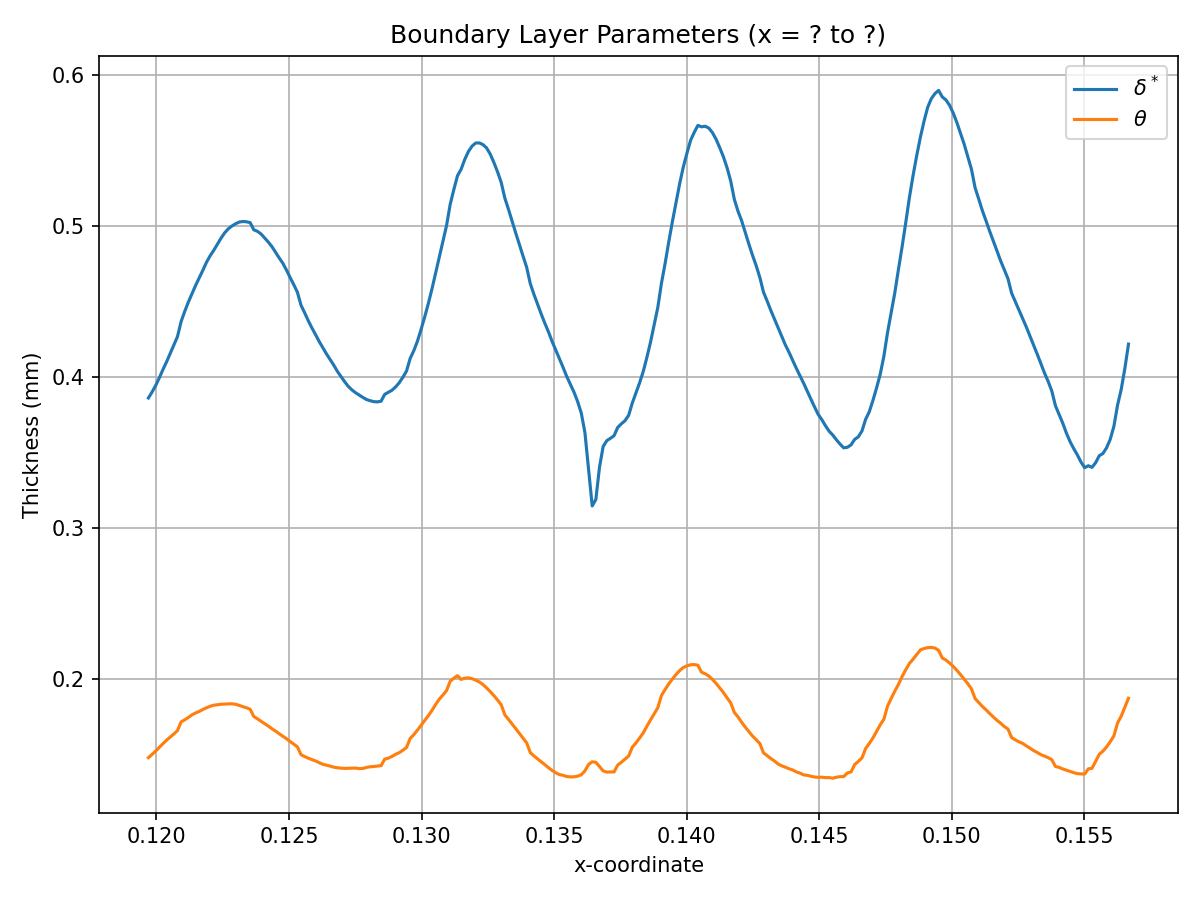 Boundary Layer Parameters (x = ? to ?)
δ*
θ
Thickness (mm)
0.6
0.5
0.4
0.3
0.2
0.120 0.125 0.130 0.135 0.140 0.145 0.150 0.155
x-coordinate